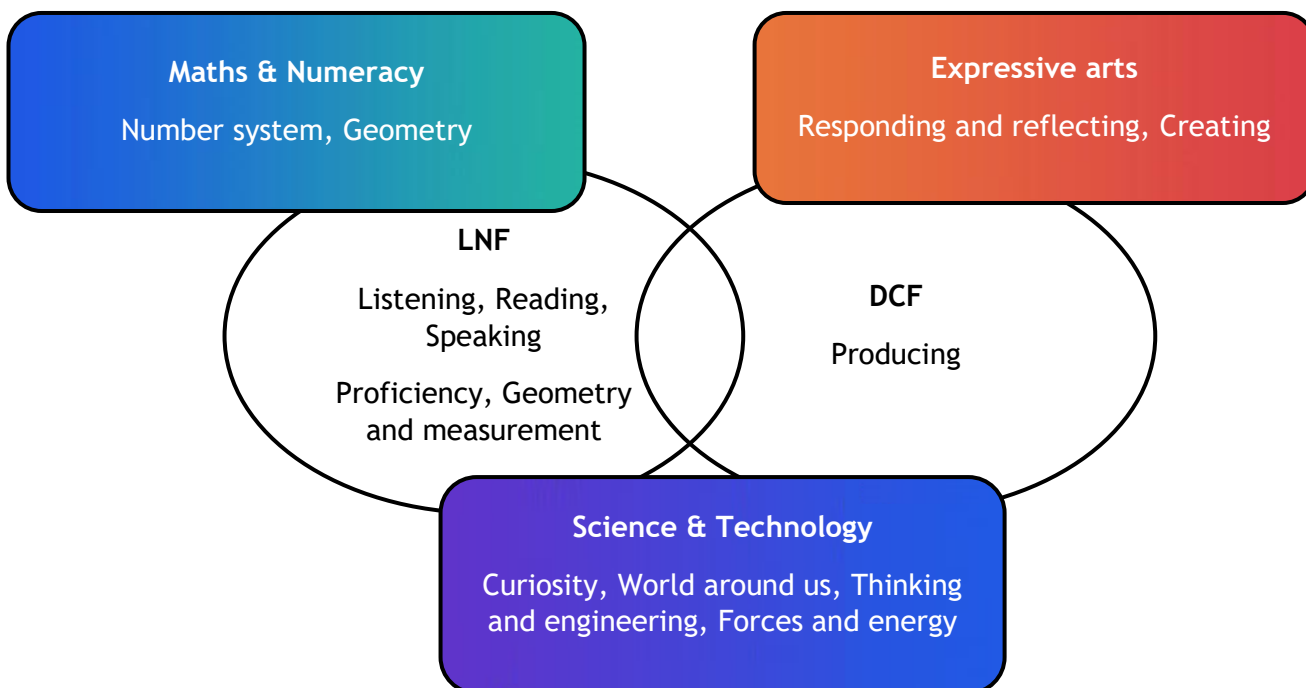 Maths & Numeracy
Number system, Geometry
Expressive arts
Responding and reflecting, Creating
LNF
Listening, Reading,
Speaking
Proficiency, Geometry
and measurement
DCF
Producing
Science & Technology
Curiosity, World around us, Thinking
and engineering, Forces and energy